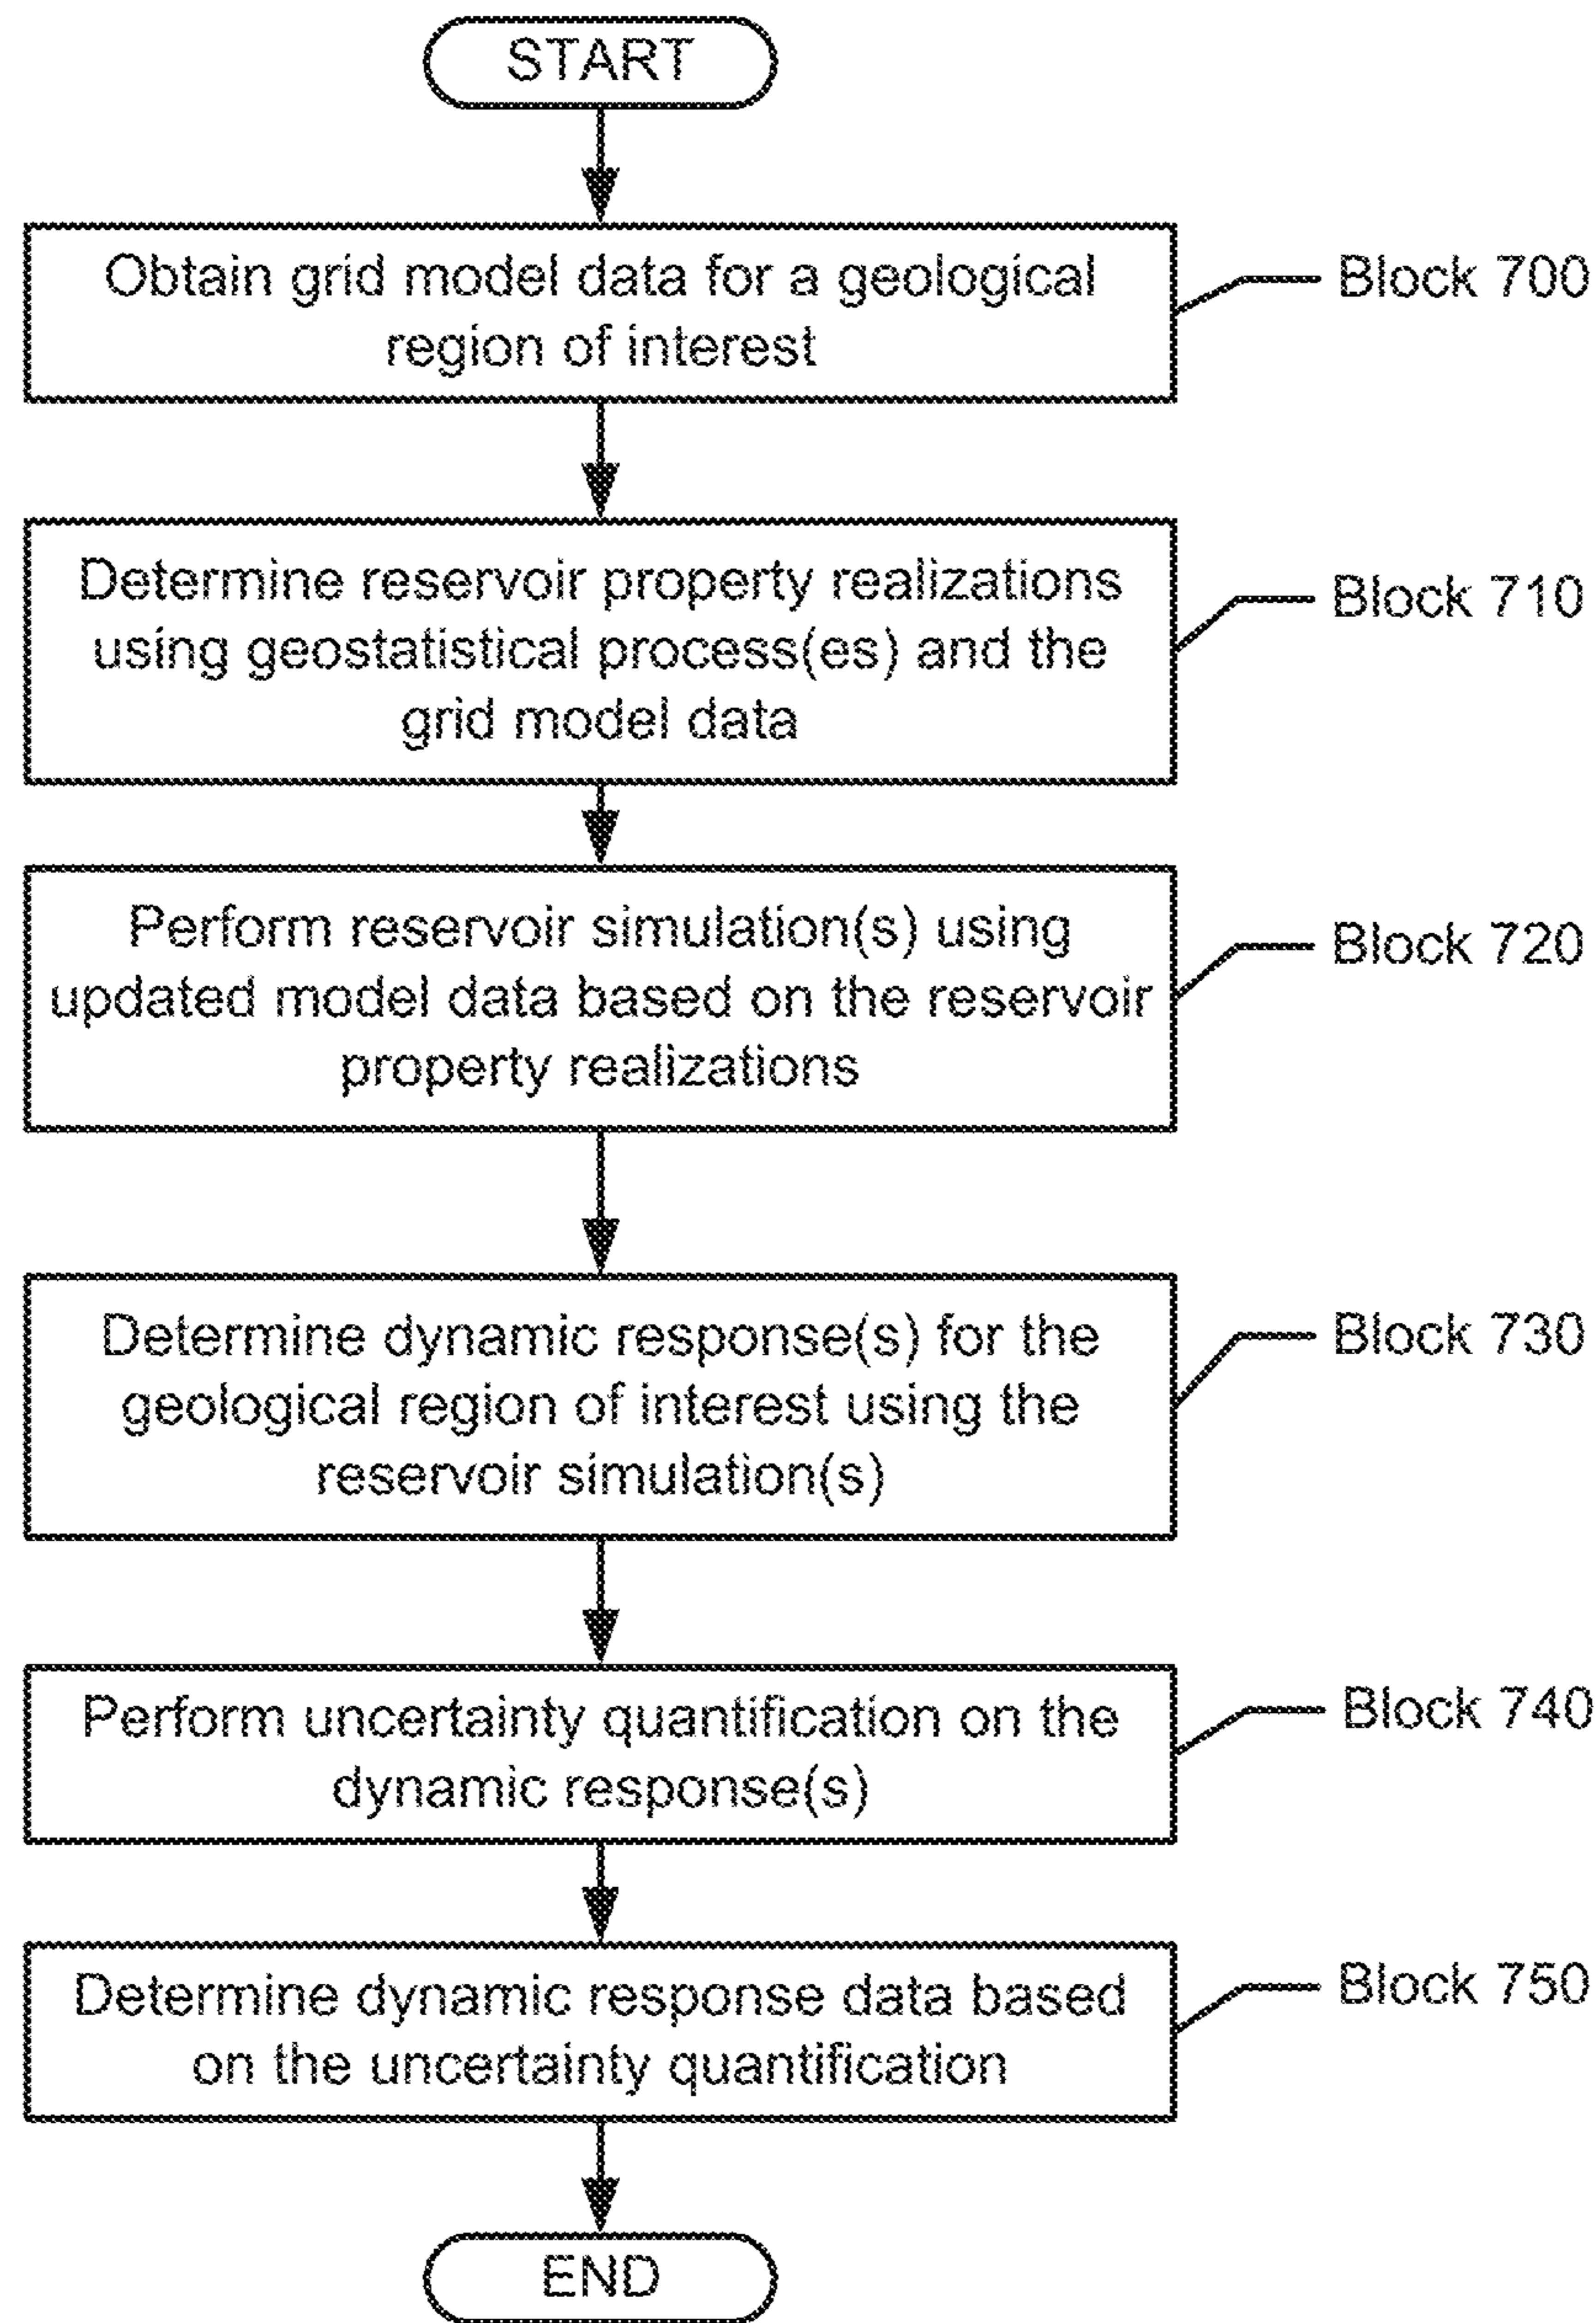 START
Obtain grid model data for a geological
region of interest
Block 700
Determine reservoir property realizations
using geostatistical process(es) and the
grid model data
Block 710
Perform reservoir simulation(s) using
updated model data based on the reservoir
property realizations
Block 720
Determine dynamic response(s) for the
geological region of interest using the
reservoir simulation(s)
Block 730
Perform uncertainty quantification on the
dynamic response(s)
Block 740
Determine dynamic response data based
on the uncertainty quantification
Block 750
END